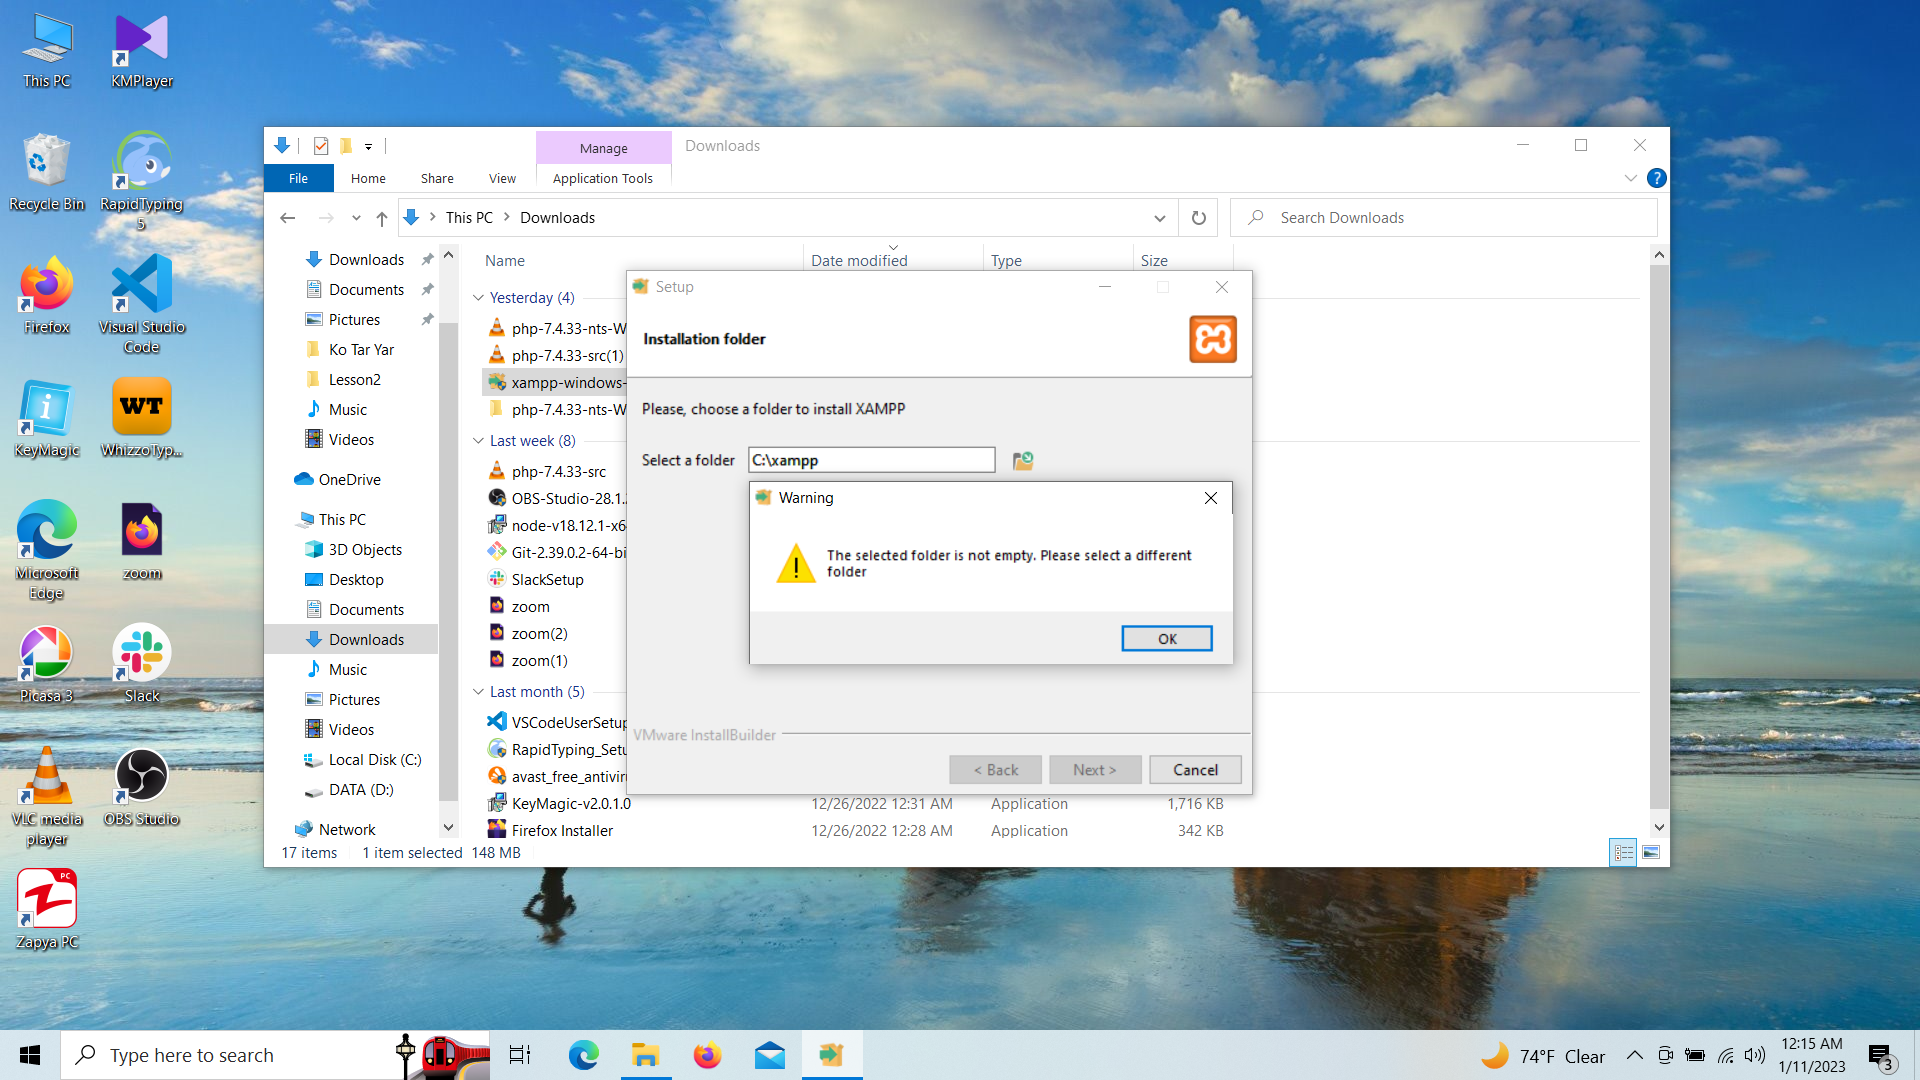 This PC
KMPlayer
Recycle Bin
RapidTyping
5
Firefox
Visual Studio
Code
KeyMagic
WT
WhizzoTyp...
Microsoft
Edge
zoom
Picasa 3
Slack
VLC media
player
OBS Studio
PC
Zapya PC
Manage
Downloads
File
Home
Share
View
Application Tools
?
This PC
Downloads
Search Downloads
Downloads
Documents
Pictures
Ko Tar Yar
Lesson2
Music
Videos
OneDrive
This PC
3D Objects
Desktop
Documents
Downloads
Music
Pictures
Videos
Local Disk (C:)
DATA (D:)
Network
Name
Date modified
Type
Size
Yesterday (4)
php-7.4.33-nts-W
php-7.4.33-src(1)
xampp-windows-
php-7.4.33-nts-W
Last week (8)
php-7.4.33-src
OBS-Studio-28.1.
node-v18.12.1-x6
Git-2.39.0.2-64-bi
SlackSetup
zoom
zoom(2)
zoom(1)
Last month (5)
VSCodeUserSetup
RapidTyping_Setu
avast_free_antivir
KeyMagic-v2.0.1.0 12/26/2022 12:31 AM Application 1,716 KB
Firefox Installer 12/26/2022 12:28 AM Application 342 KB
17 items 1 item selected 148 MB
Setup
Installation folder
Please, choose a folder to install XAMPP
Select a folder C:\xampp
Warning
The selected folder is not empty. Please select a different
folder
OK
VMware InstallBuilder
< Back
Next >
Cancel
Type here to search
74°F Clear
12:15 AM
1/11/2023
3